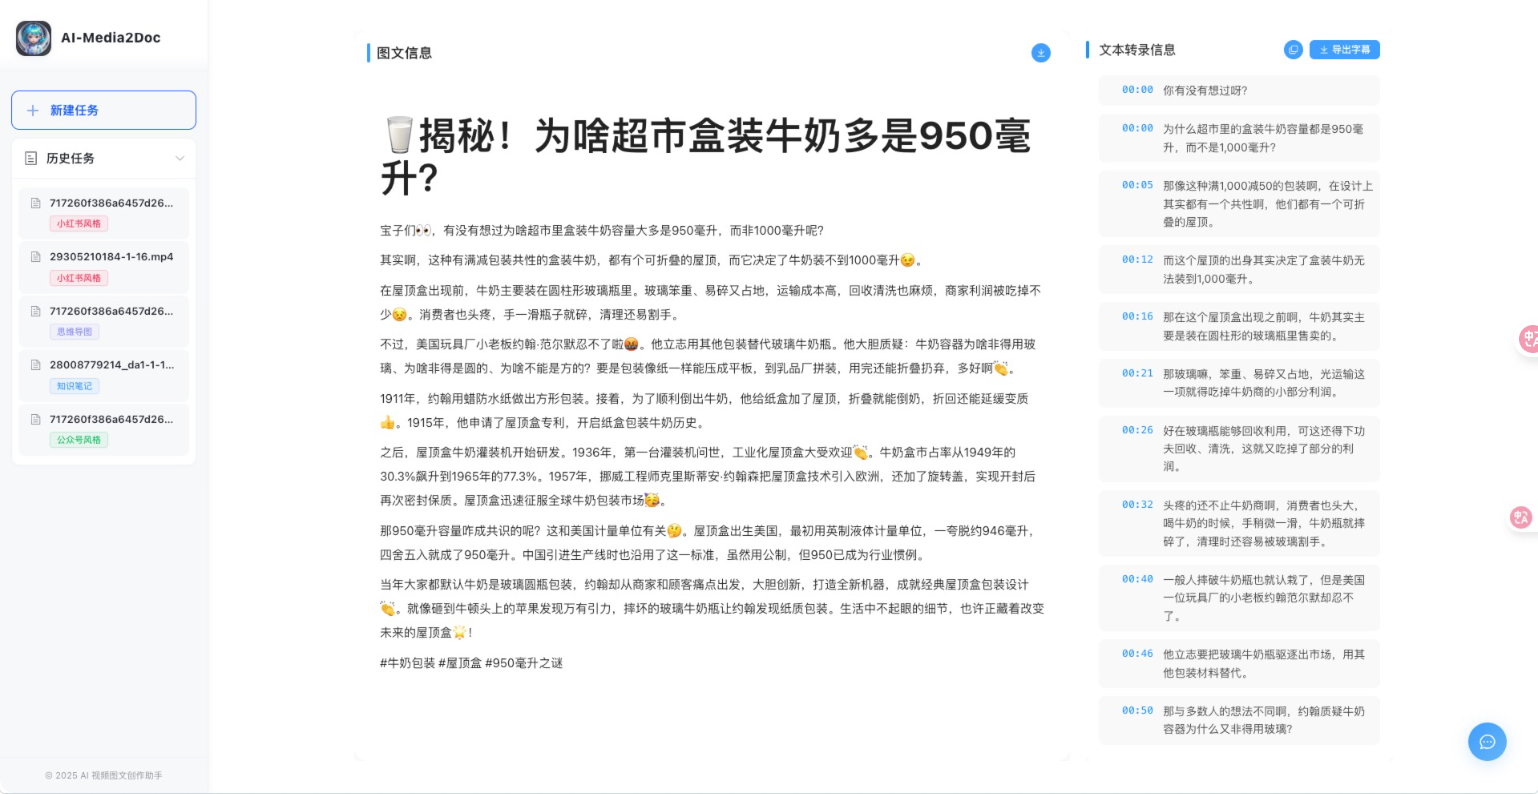 AI-Media2Doc
新建任务
历史任务
717260f386a6457d26...
小红书风格
29305210184-1-16.mp4
小红书风格
717260f386a6457d26...
思维导图
28008779214_da1-1-1...
知识笔记
717260f386a6457d26...
公众号风格
© 2025 AI 视频图文创作助手
图文信息
🥛揭秘！为啥超市盒装牛奶多是950毫
升?
宝子们👀，有没有想过为啥超市里盒装牛奶容量大多是950毫升，而非1000毫升呢?
其实啊，这种有满减包装共性的盒装牛奶，都有个可折叠的屋顶，而它决定了牛奶装不到1000毫升😉。
在屋顶盒出现前，牛奶主要装在圆柱形玻璃瓶里。玻璃笨重、易碎又占地，运输成本高，回收清洗也麻烦，商家利润被吃掉不
少😣。消费者也头疼，手一滑瓶子就碎，清理还易割手。
不过，美国玩具厂小老板约翰·范尔默忍不了啦🤬。他立志用其他包装替代玻璃牛奶瓶。他大胆质疑：牛奶容器为啥非得用玻
璃、为啥非得是圆的、为啥不能是方的？要是包装像纸一样能压成平板，到乳品厂拼装，用完还能折叠扔弃，多好啊👏。
1911年，约翰用蜡防水纸做出方形包装。接着，为了顺利倒出牛奶，他给纸盒加了屋顶，折叠就能倒奶，折回还能延缓变质
👍。1915年，他申请了屋顶盒专利，开启纸盒包装牛奶历史。
之后，屋顶盒牛奶灌装机开始研发。1936年，第一台灌装机问世，工业化屋顶盒大受欢迎👏。牛奶盒市占率从1949年的
30.3%飙升到1965年的77.3%。1957年，挪威工程师克里斯蒂安·约翰森把屋顶盒技术引入欧洲，还加了旋转盖，实现开封后
再次密封保质。屋顶盒迅速征服全球牛奶包装市场🥳。
那950毫升容量咋成共识的呢？这和美国计量单位有关🤔。屋顶盒出生美国，最初用英制液体计量单位，一夸脱约946毫升，
四舍五入就成了950毫升。中国引进生产线时也沿用了这一标准，虽然用公制，但950已成为行业惯例。
当年大家都默认牛奶是玻璃圆瓶包装，约翰却从商家和顾客痛点出发，大胆创新，打造全新机器，成就经典屋顶盒包装设计
👏。就像砸到牛顿头上的苹果发现万有引力，摔坏的玻璃牛奶瓶让约翰发现纸质包装。生活中不起眼的细节，也许正藏着改变
未来的屋顶盒🌟！
#牛奶包装 #屋顶盒 #950毫升之谜
文本转录信息
导出字幕
00:00 你有没有想过呀?
00:00 为什么超市里的盒装牛奶容量都是950毫
升，而不是1,000毫升?
00:05 那像这种满1,000减50的包装啊，在设计上
其实都有一个共性啊，他们都有一个可折
叠的屋顶。
00:12 而这个屋顶的出身其实决定了盒装牛奶无
法装到1,000毫升。
00:16 那在这个屋顶盒出现之前啊，牛奶其实主
要是装在圆柱形的玻璃瓶里售卖的。
00:21 那玻璃嘛，笨重、易碎又占地，光运输这
一项就得吃掉牛奶商的小部分利润。
00:26 好在玻璃瓶能够回收利用，可这还得下功
夫回收、清洗，这就又吃掉了部分的利
润。
00:32 头疼的还不止牛奶商啊，消费者也头大，
喝牛奶的时候，手稍微一滑，牛奶瓶就摔
碎了，清理时还容易被玻璃割手。
00:40 一般人摔破牛奶瓶也就认栽了，但是美国
一位玩具厂的小老板约翰范尔默却忍不
了。
00:46 他立志要把玻璃牛奶瓶驱逐出市场，用其
他包装材料替代。
00:50 那与多数人的想法不同啊，约翰质疑牛奶
容器为什么又非得用玻璃?